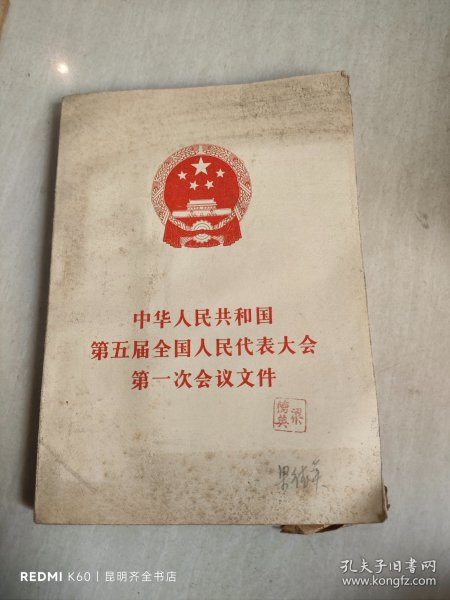 中华人民共和国
第五届全国人民代表大会
第一次会议文件
REDMI K60 | 昆明齐全书店
孔夫子旧书网
www.kongfz.com